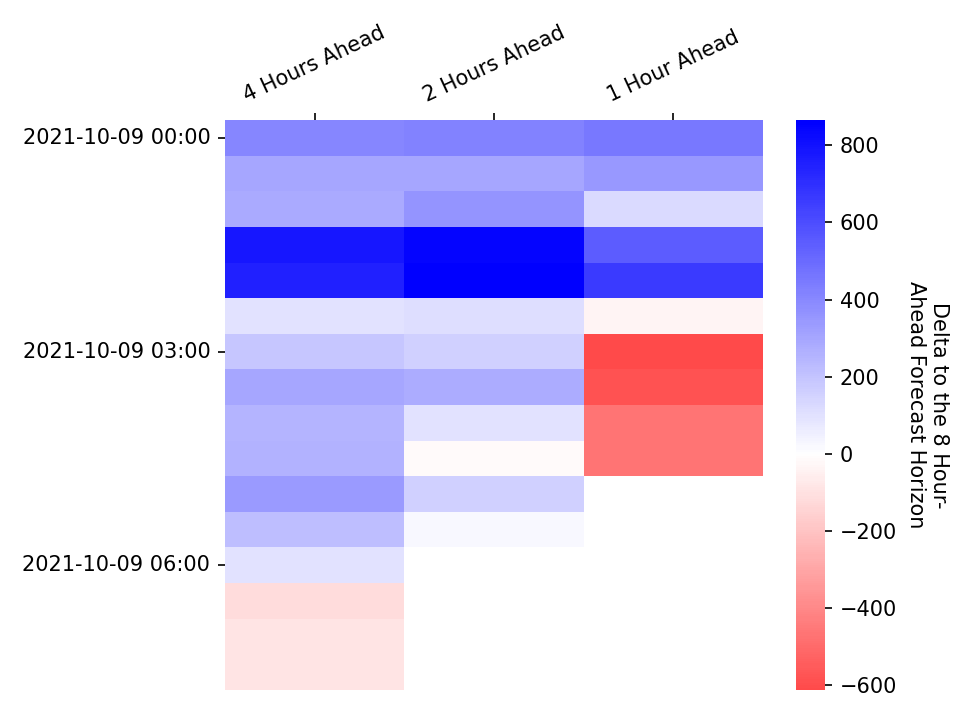 4 Hours Ahead
2 Hours Ahead
1 Hour Ahead
2021-10-09 00:00
2021-10-09 03:00
2021-10-09 06:00
800
600
400
200
0
−200
−400
−600
Delta to the 8 Hour-
Ahead Forecast Horizon